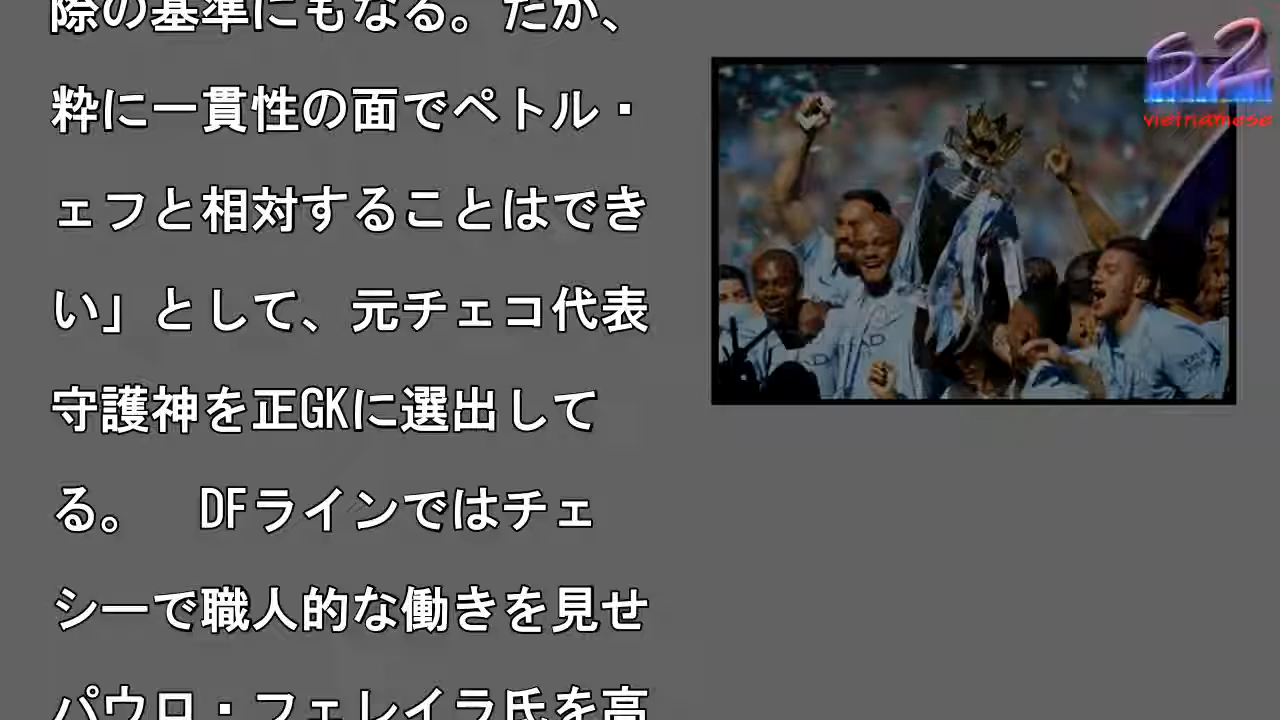 際の基準にもなる。だが、
粋に一貫性の面でペトル・
ェフと相対することはでき
い」として、元チェコ代表
守護神を正GKに選出して
る。　DFラインではチェ
シーで職人的な働きを見せ
パウロ・フェレイラ氏を高
S2
vietnamese